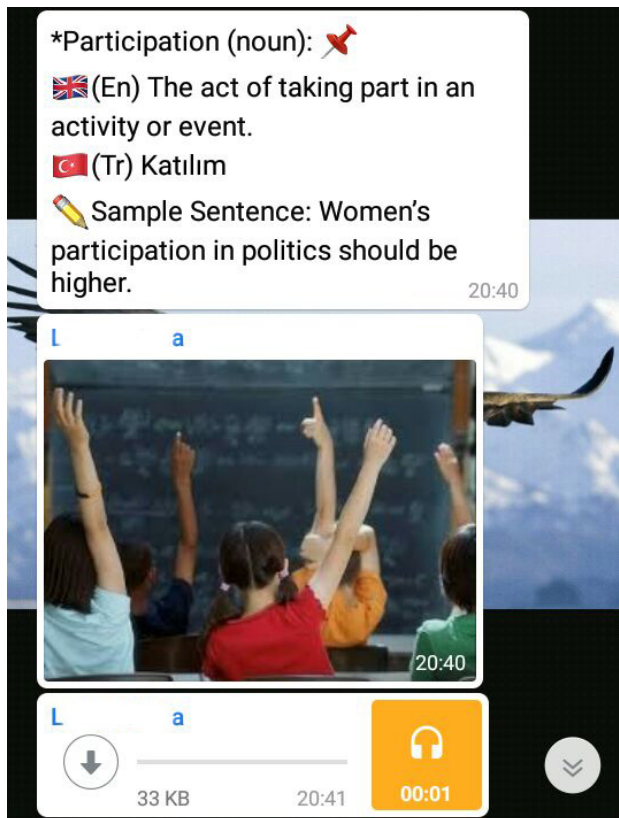 *Participation (noun): 📌
🇬🇧(En) The act of taking part in an
activity or event.
🇹🇷(Tr) Katılım
✏️Sample Sentence: Women’s
participation in politics should be
higher.
20:40
L a
20:40
L a
33 KB
20:41
00:01